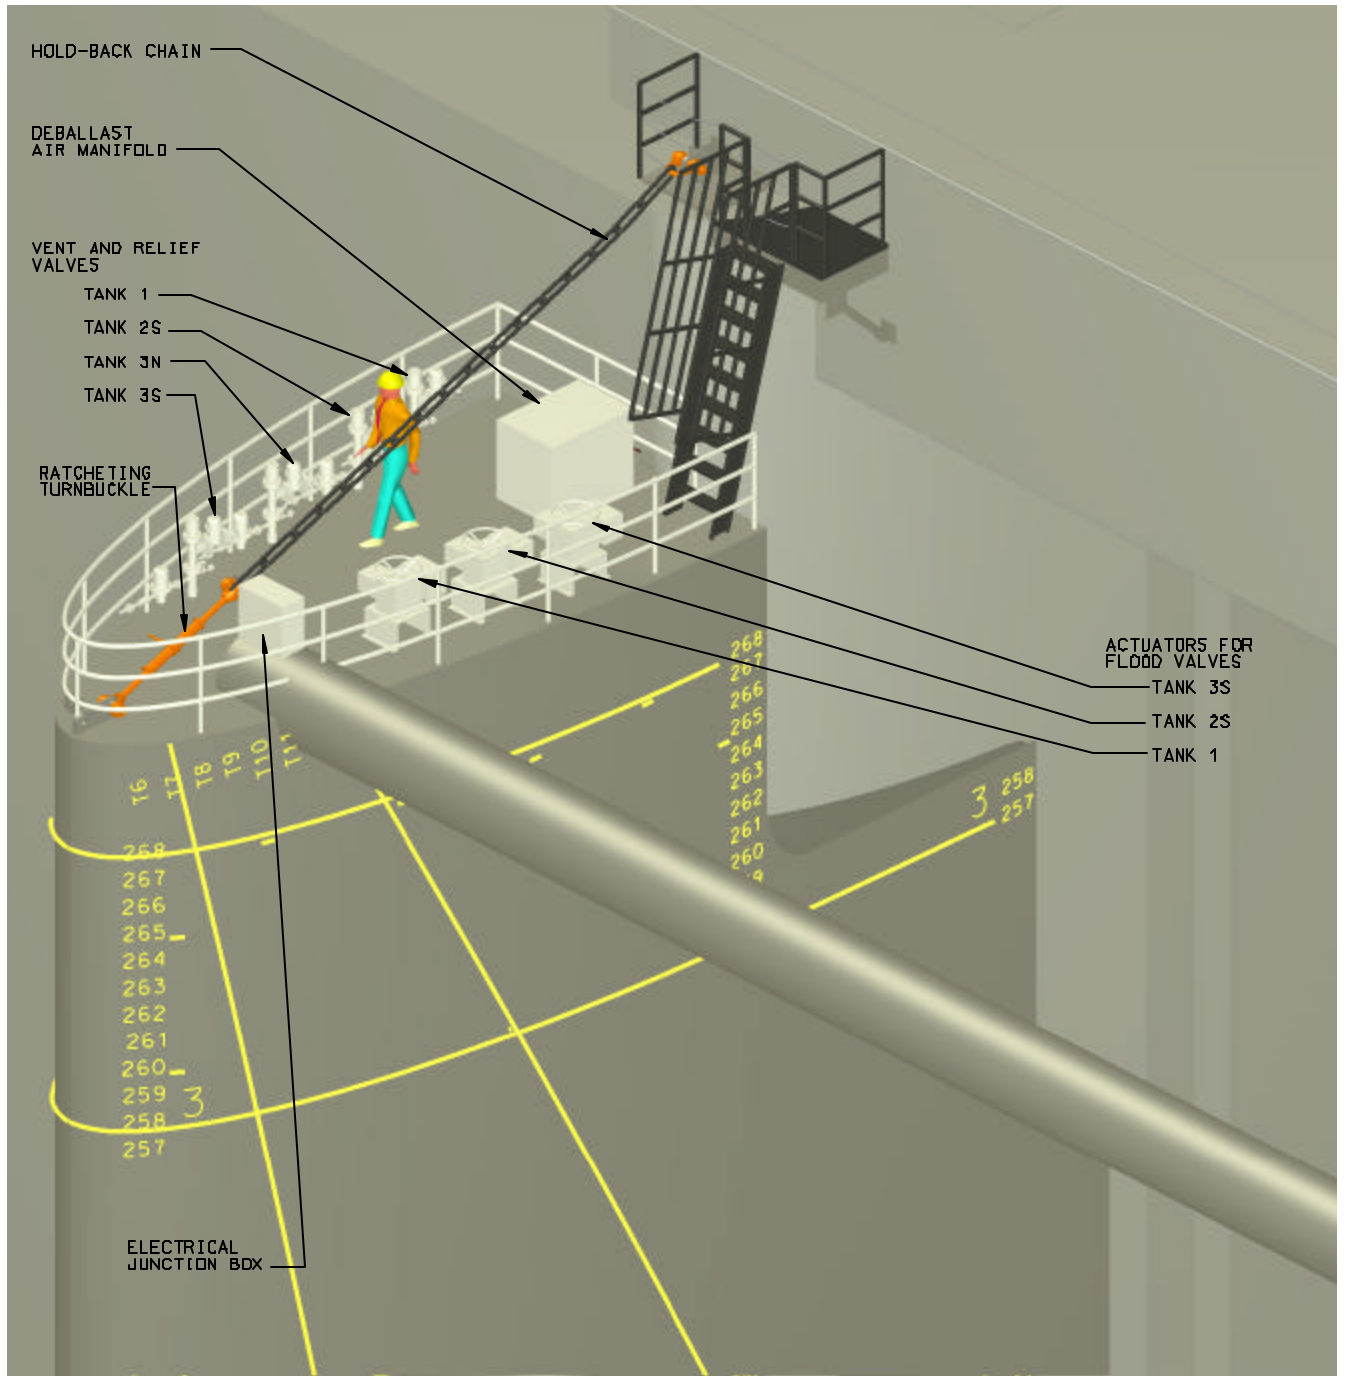 HOLD-BACK CHAIN
DEBALLAST
AIR MANIFOLD
VENT AND RELIEF
VALVES
TANK 1
TANK 2S
TANK 3N
TANK 3S
RATCHETING
TURNBUCKLE
ACTUATORS FOR
FLOOD VALVES
TANK 3S
TANK 2S
TANK 1
268
267
266
265
264
263
262
261
260
3 258
257
T6
T7
T8
T9
T10
T11
268
267
266
265
264
263
262
261
260
259
3
258
257
ELECTRICAL
JUNCTION BOX